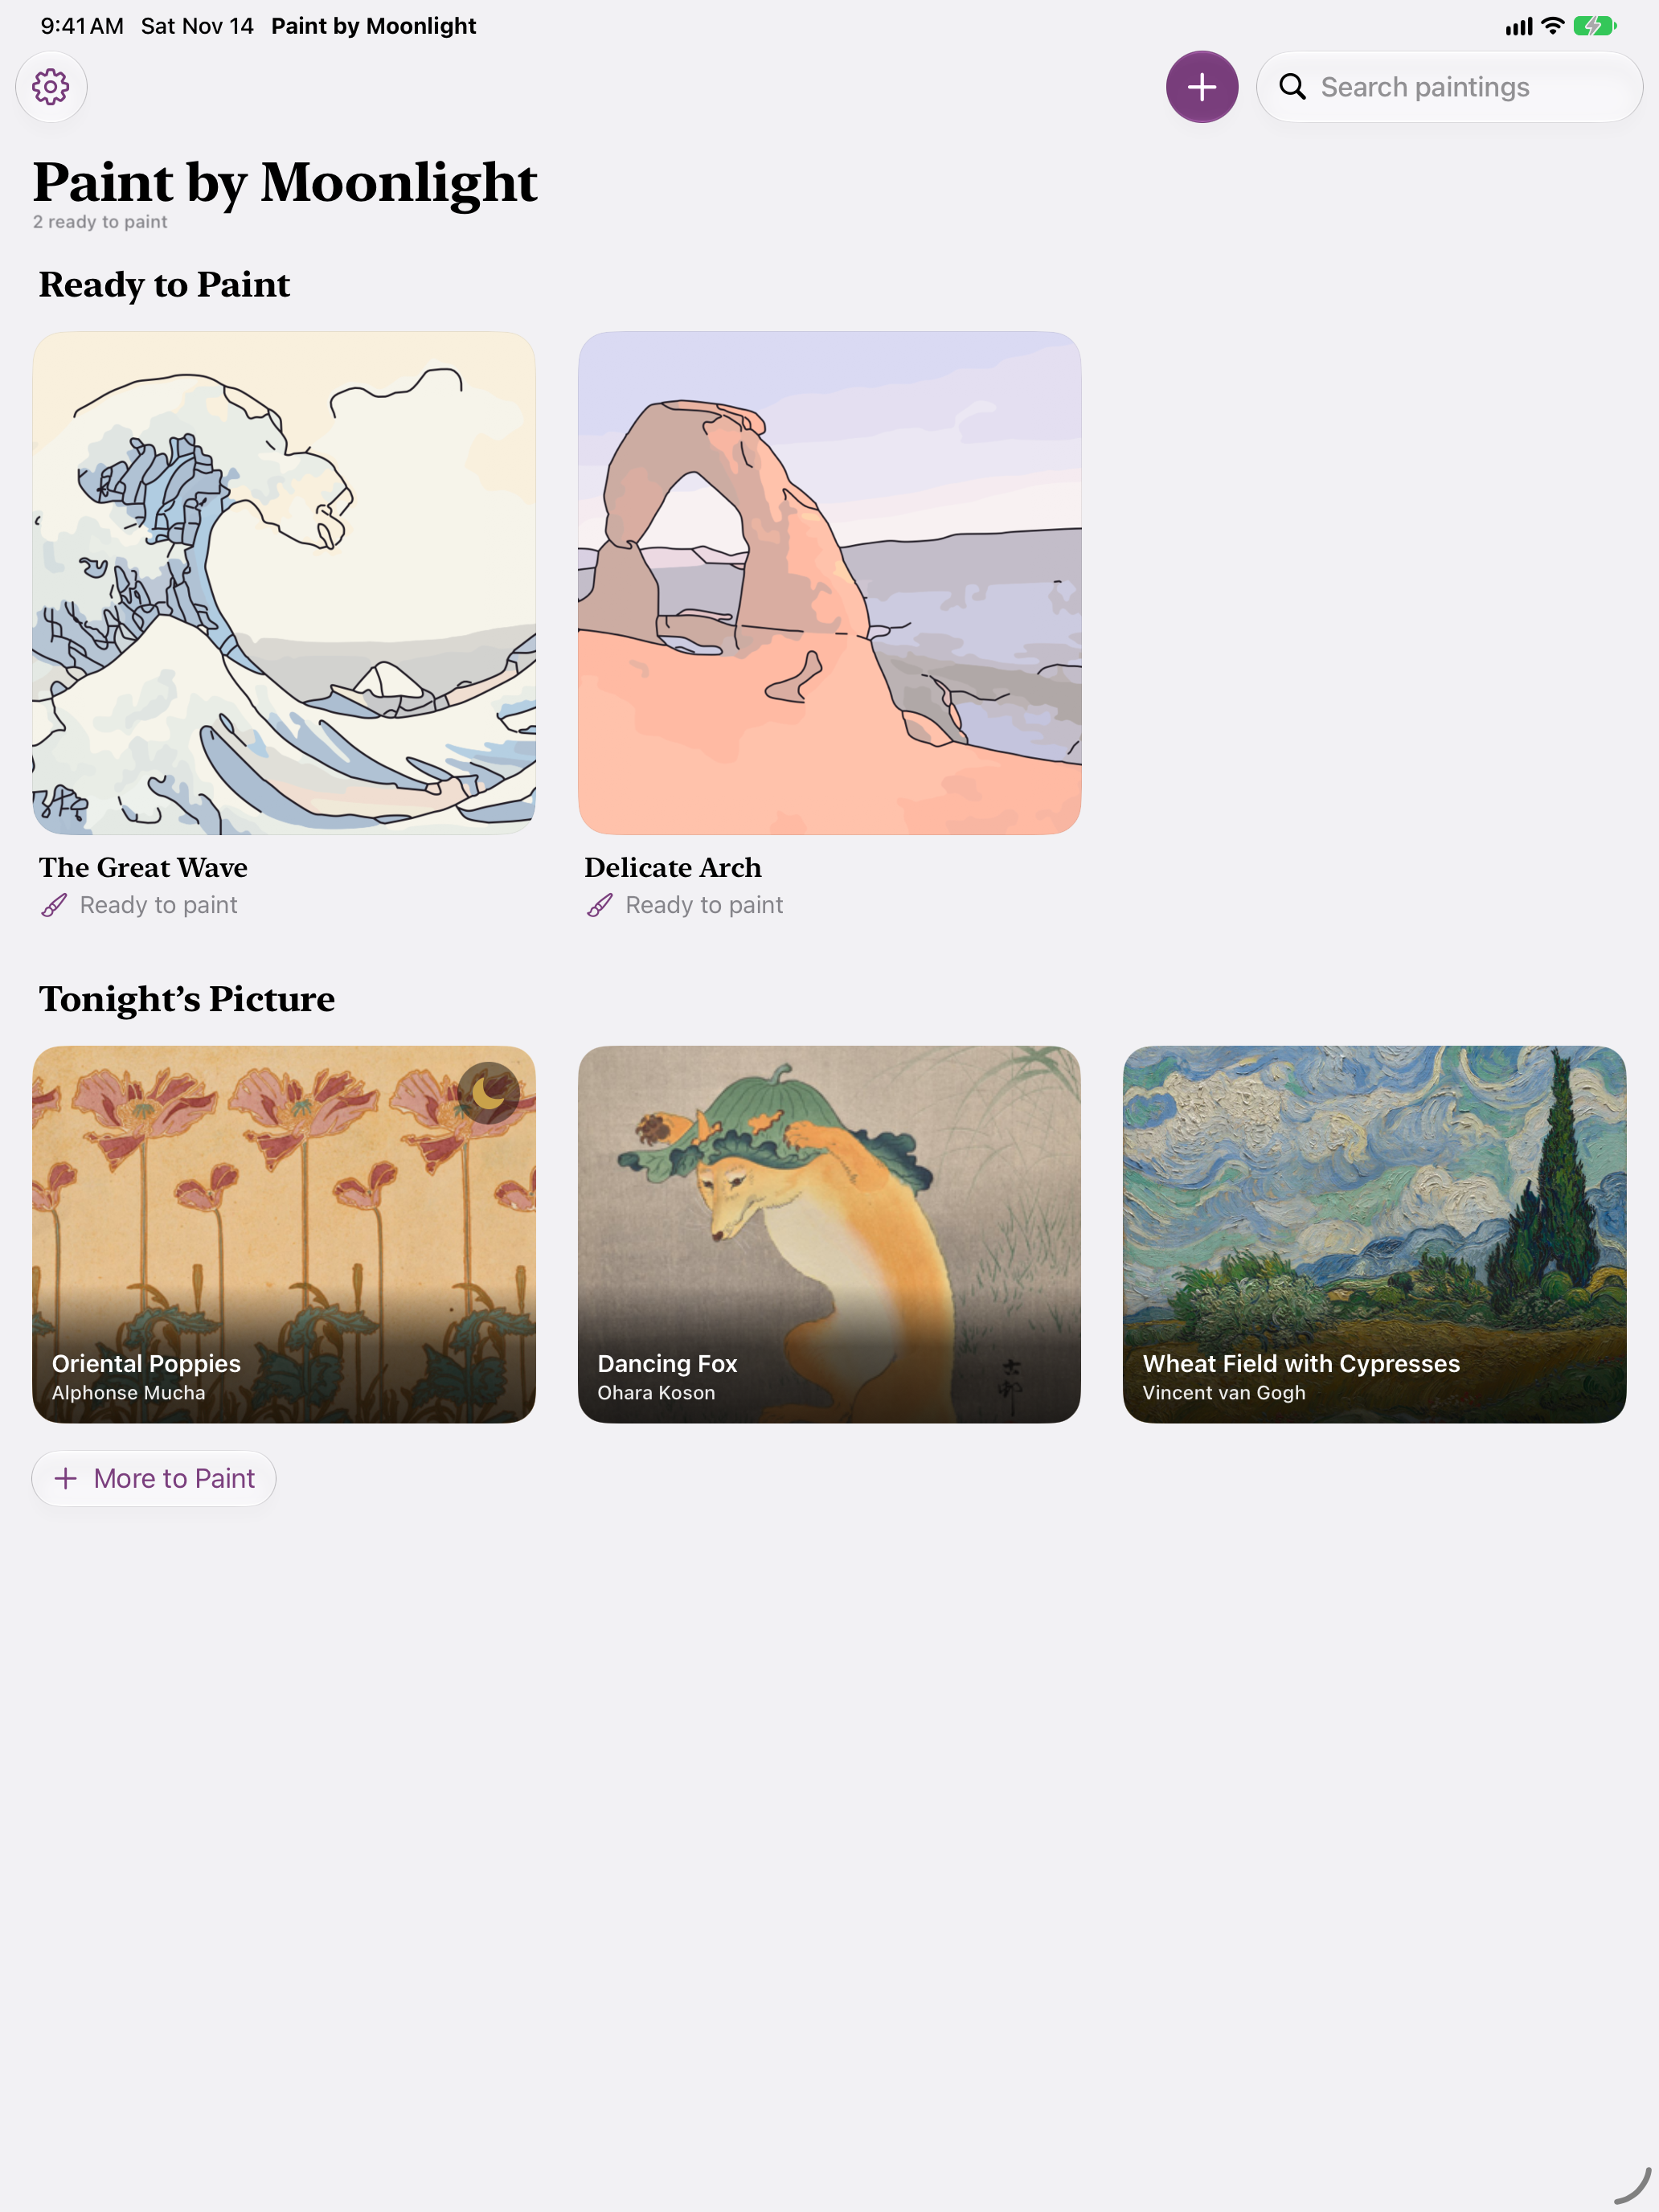 9:41 AM Sat Nov 14 Paint by Moonlight
Search paintings
Paint by Moonlight
2 ready to paint
Ready to Paint
The Great Wave
Ready to paint
Delicate Arch
Ready to paint
Tonight’s Picture
Oriental Poppies
Alphonse Mucha
Dancing Fox
Ohara Koson
Wheat Field with Cypresses
Vincent van Gogh
More to Paint